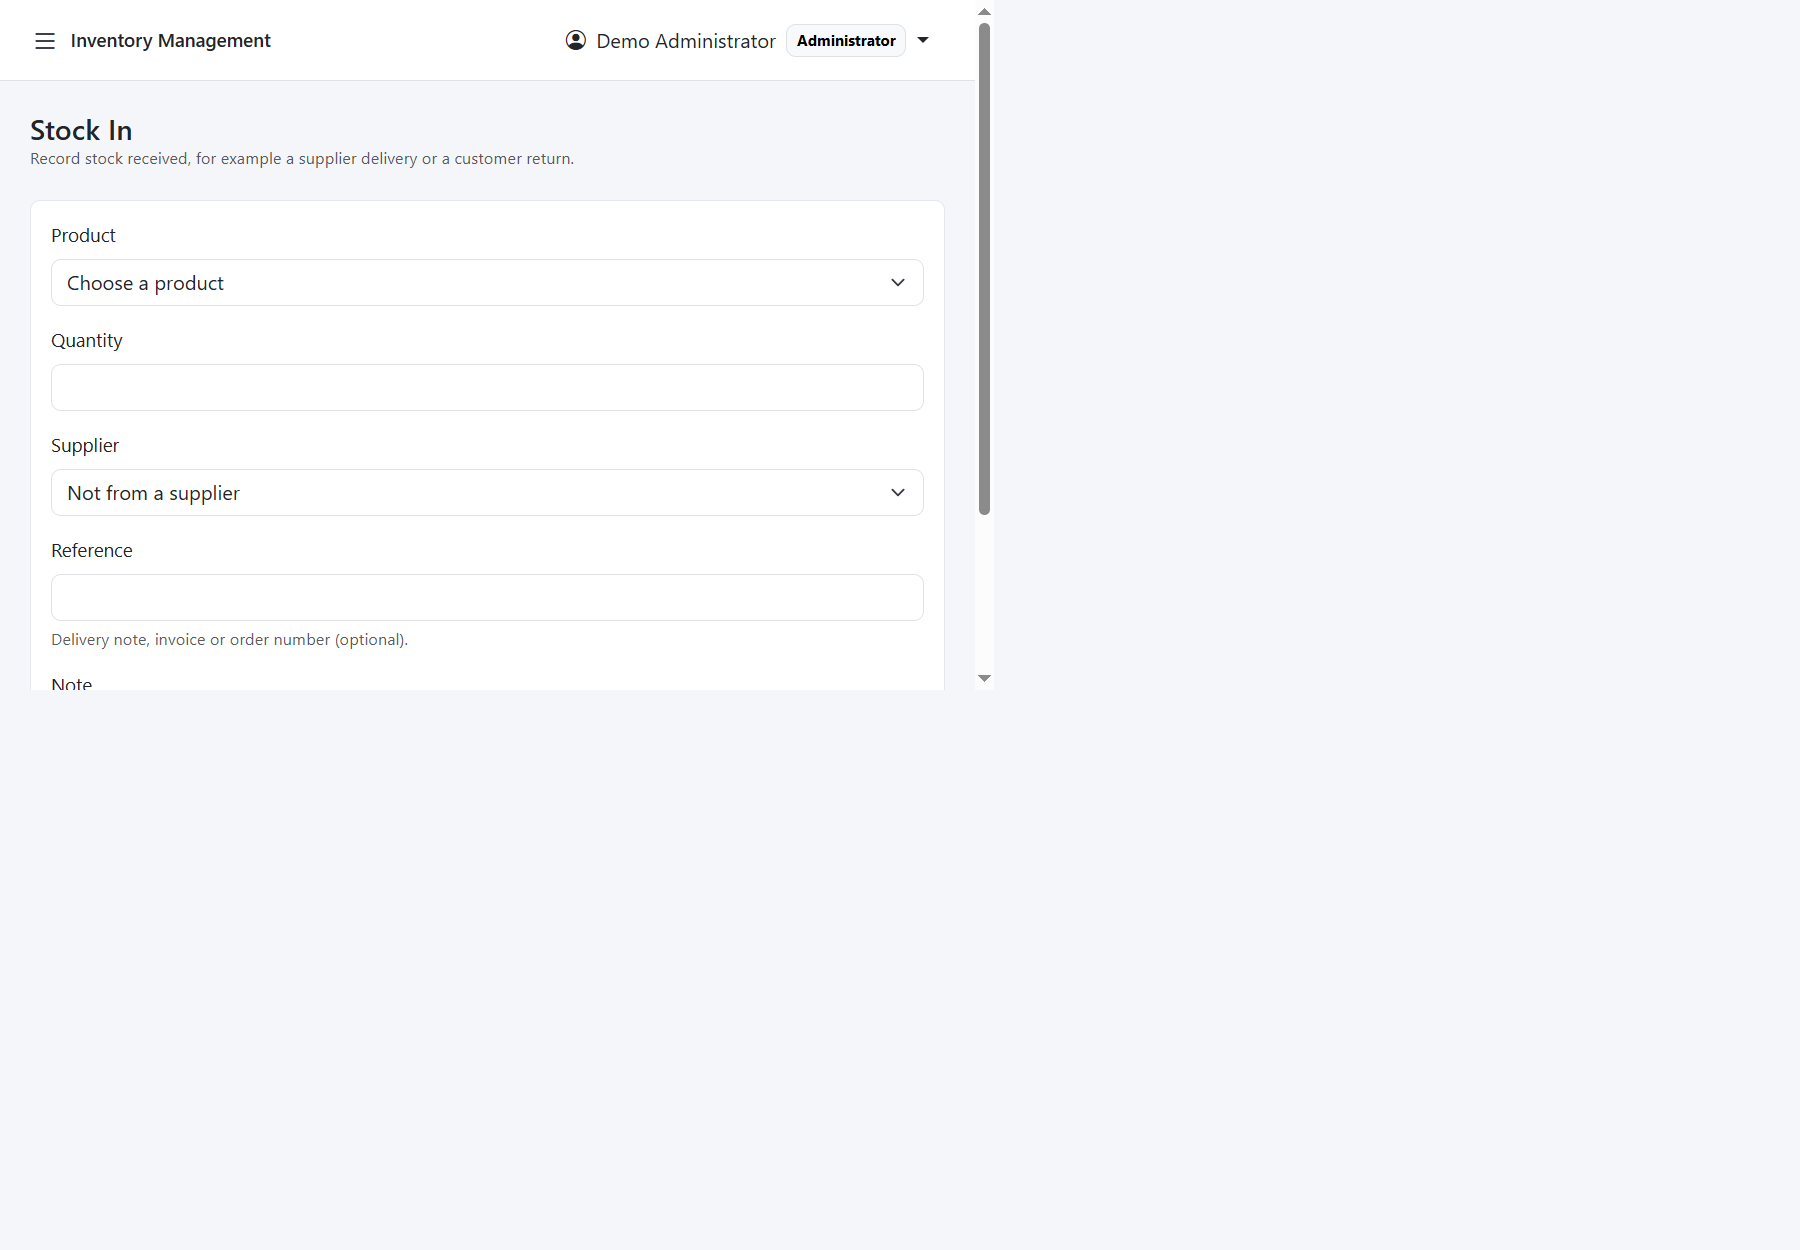 Inventory Management
Demo Administrator
Administrator
Stock In
Record stock received, for example a supplier delivery or a customer return.
Product
Choose a product
Quantity
Supplier
Not from a supplier
Reference
Delivery note, invoice or order number (optional).
Note